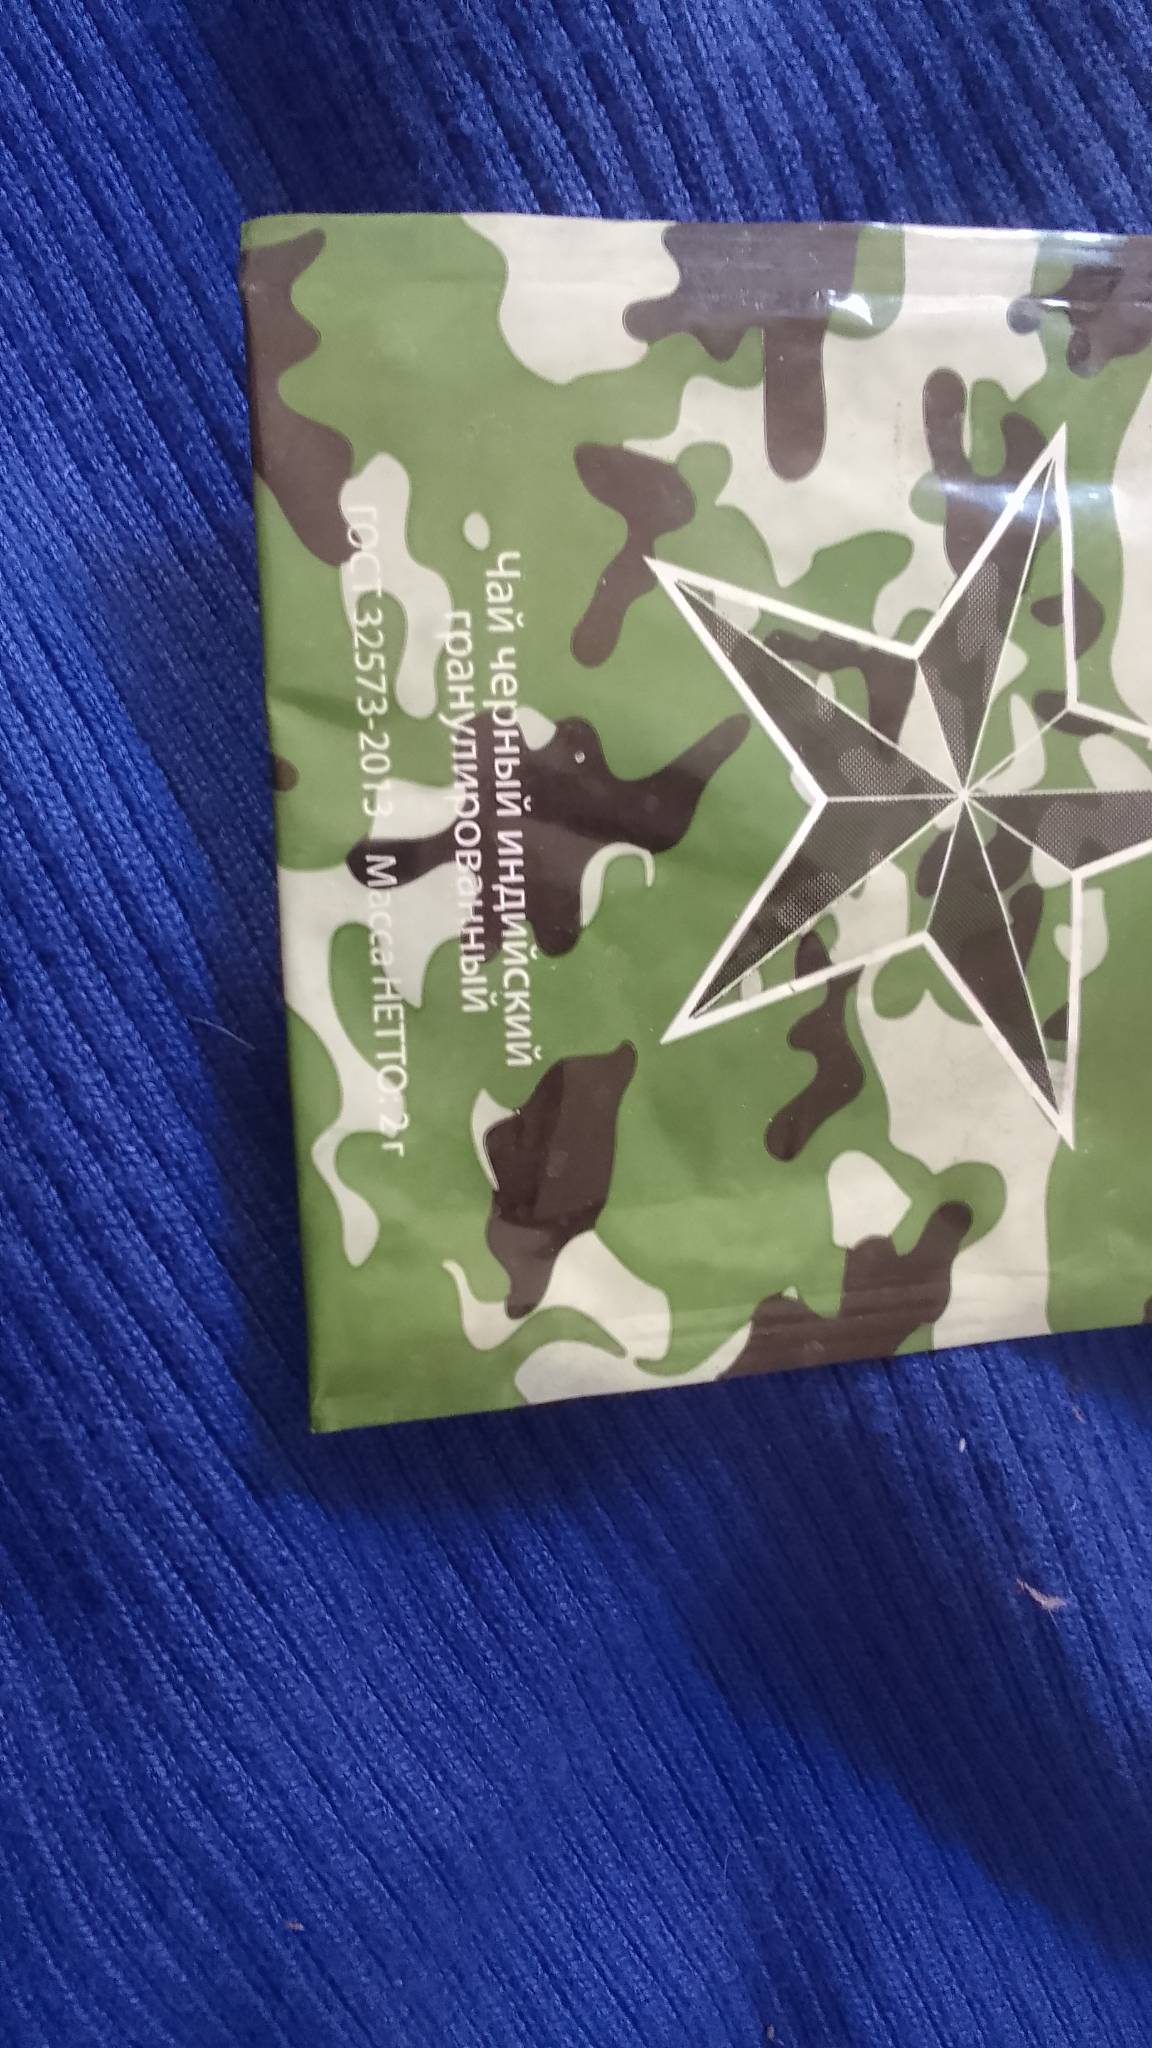 Чай черный индийский
гранулированный
ГОСТ 32573-2013 Масса НЕТТО: 2г